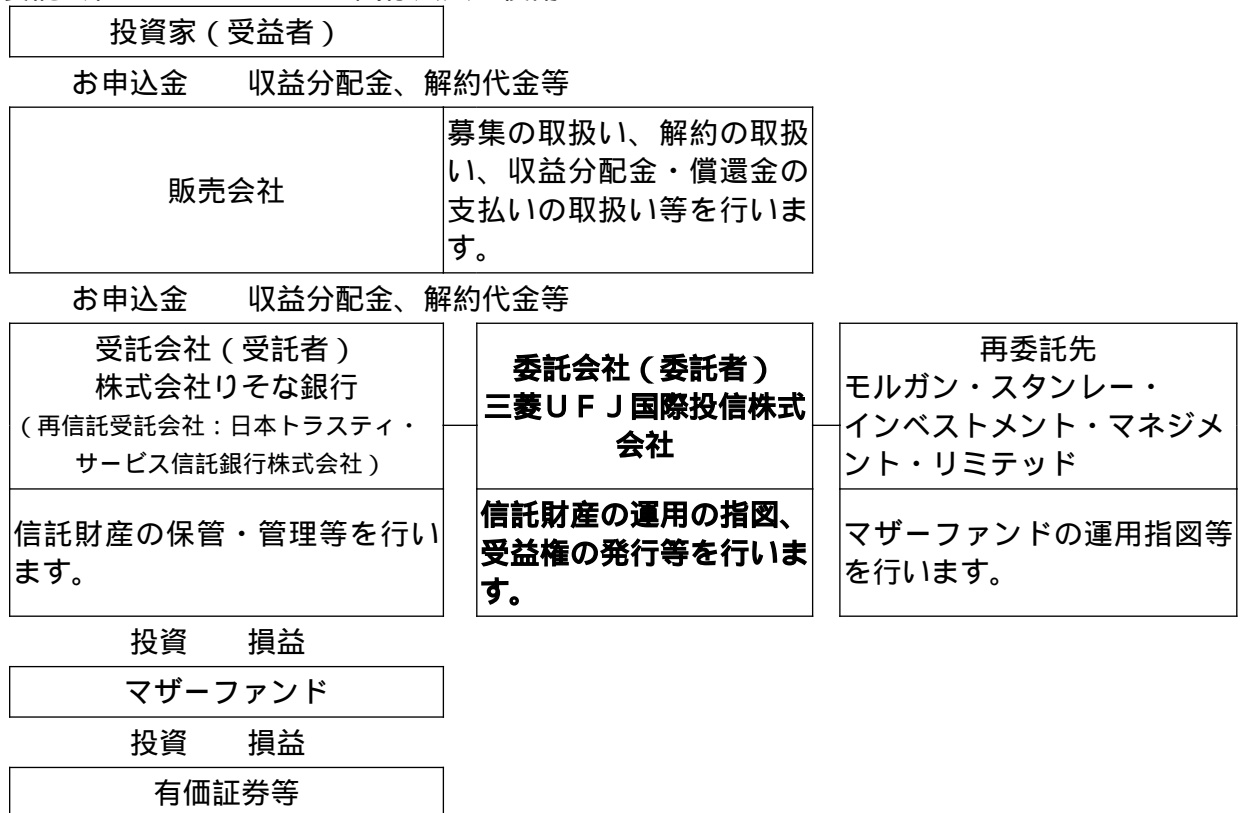 投資家（受益者）
お申込金　収益分配金、解約代金等
販売会社
募集の取扱い、解約の取扱
い、収益分配金・償還金の
支払いの取扱い等を行いま
す。
お申込金　収益分配金、解約代金等
受託会社（受託者）
株式会社りそな銀行
（再信託受託会社：日本トラスティ・
サービス信託銀行株式会社）
委託会社（委託者）
三菱ＵＦＪ国際投信株式
会社
再委託先
モルガン・スタンレー・
インベストメント・マネジメ
ント・リミテッド
信託財産の保管・管理等を行い
ます。
信託財産の運用の指図、
受益権の発行等を行いま
す。
マザーファンドの運用指図等
を行います。
投資　損益
マザーファンド
投資　損益
有価証券等